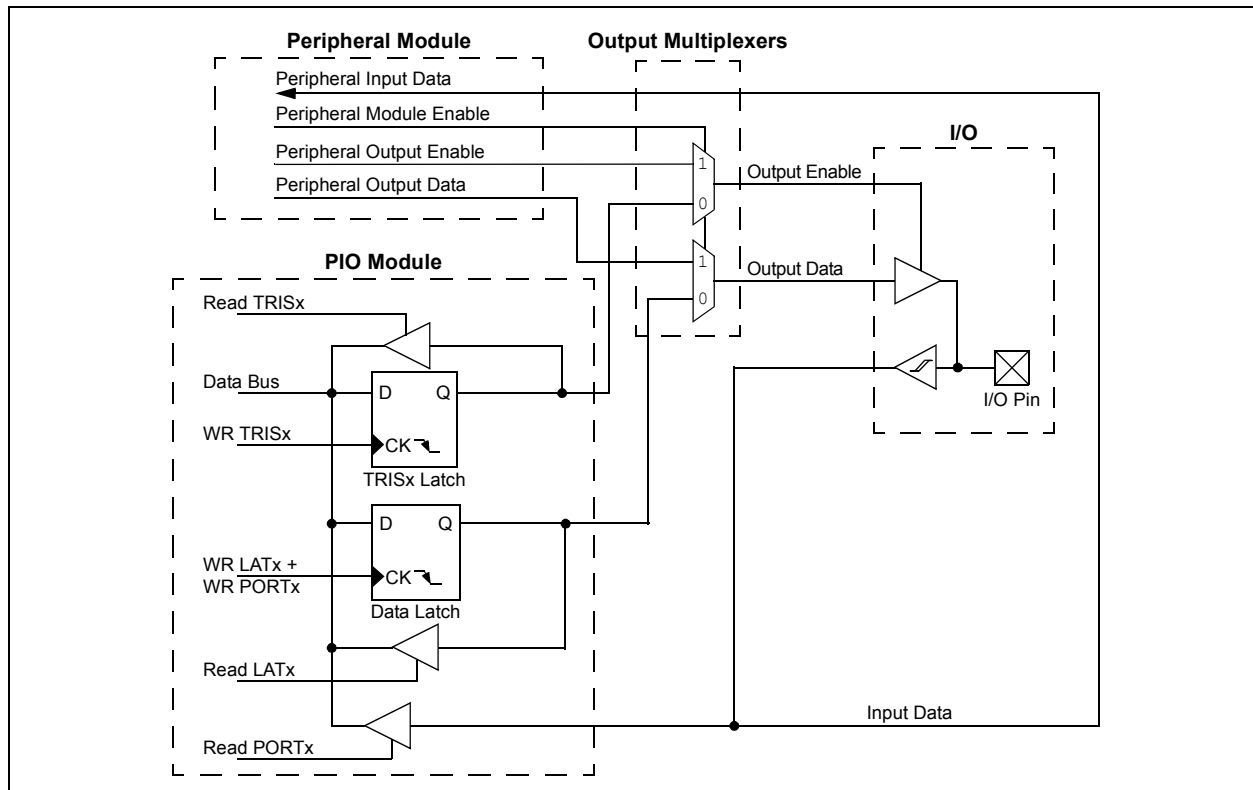 Peripheral Module
Output Multiplexers
Peripheral Input Data
Peripheral Module Enable
Peripheral Output Enable
Peripheral Output Data
1
0
1
0
Output Enable
Output Data
I/O
I/O Pin
PIO Module
Read TRISx
Data Bus
D Q
WR TRISx
CK
TRISx Latch
D Q
WR LATx +
WR PORTx
CK
Data Latch
Read LATx
Read PORTx
Input Data